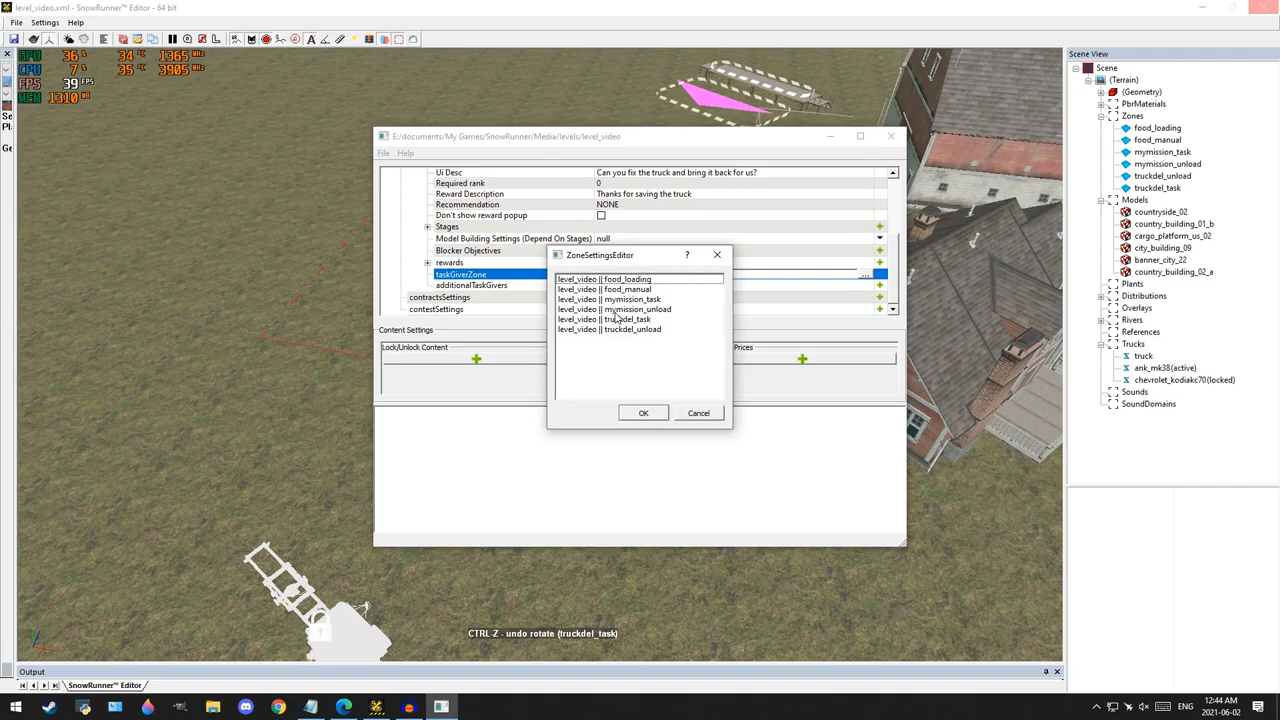 level_video.xml - SnowRunner™ Editor - 64 bit
File Settings Help
GPU 36 % 34 °C 1365 MHz
CPU 7 % 35 °C 3905 MHz
FPS 39 FPS
MEM 1310 MB
Se
Pl
Ge
E:/documents/My Games/SnowRunner/Media/levels/level_video
File Help
Ui Desc Can you fix the truck and bring it back for us?
Required rank 0
Reward Description Thanks for saving the truck
Recommendation NONE
Don't show reward popup
Stages
Model Building Settings (Depend On Stages) null
Blocker Objectives
rewards
taskGiverZone ...
additionalTaskGivers
contractsSettings
contestSettings
Content Settings
Lock/Unlock Content
Prices
ZoneSettingsEditor ?
level_video || food_loading
level_video || food_manual
level_video || mymission_task
level_video || mymission_unload
level_video || truckdel_task
level_video || truckdel_unload
OK Cancel
CTRL-Z - undo rotate (truckdel_task)
Scene View
Scene
(Terrain)
(Geometry)
PbrMaterials
Zones
food_loading
food_manual
mymission_task
mymission_unload
truckdel_unload
truckdel_task
Models
countryside_02
country_building_01_b
cargo_platform_us_02
city_building_09
banner_city_22
country_building_02_a
Plants
Distributions
Overlays
Rivers
References
Trucks
truck
ank_mk38(active)
chevrolet_kodiakc70(locked)
Sounds
SoundDomains
Output
SnowRunner™ Editor
ENG
12:44 AM
2021-06-02